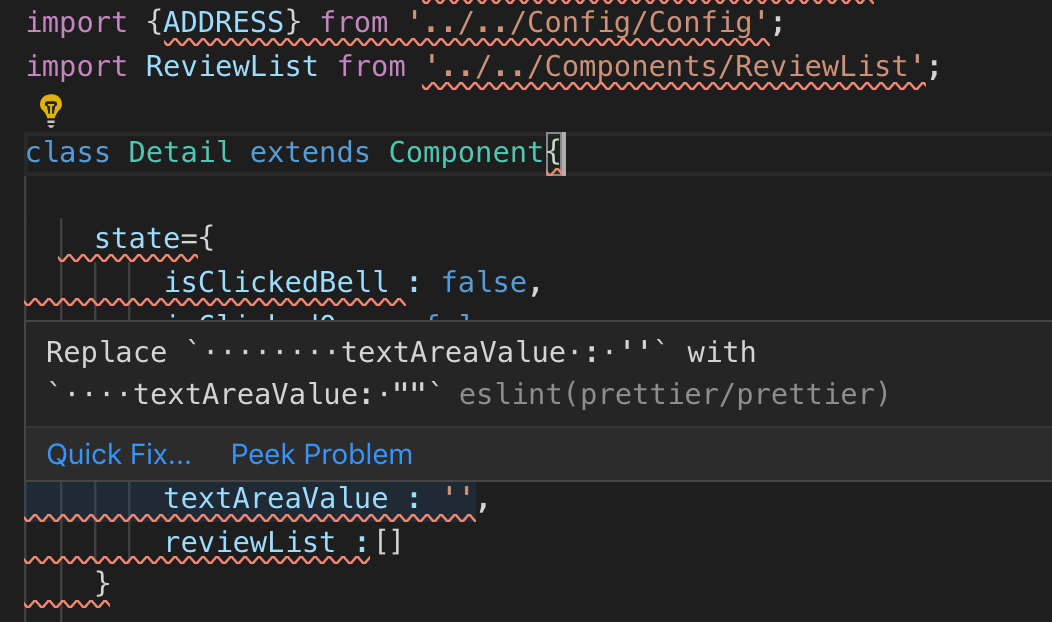 import {ADDRESS} from '../../Config/Config';
import ReviewList from '../../Components/ReviewList';
class Detail extends Component{
state={
isClickedBell : false,
Replace `········textAreaValue·:·''` with
`····textAreaValue:·""` eslint(prettier/prettier)
Quick Fix... Peek Problem
textAreaValue : '',
reviewList :[]
}